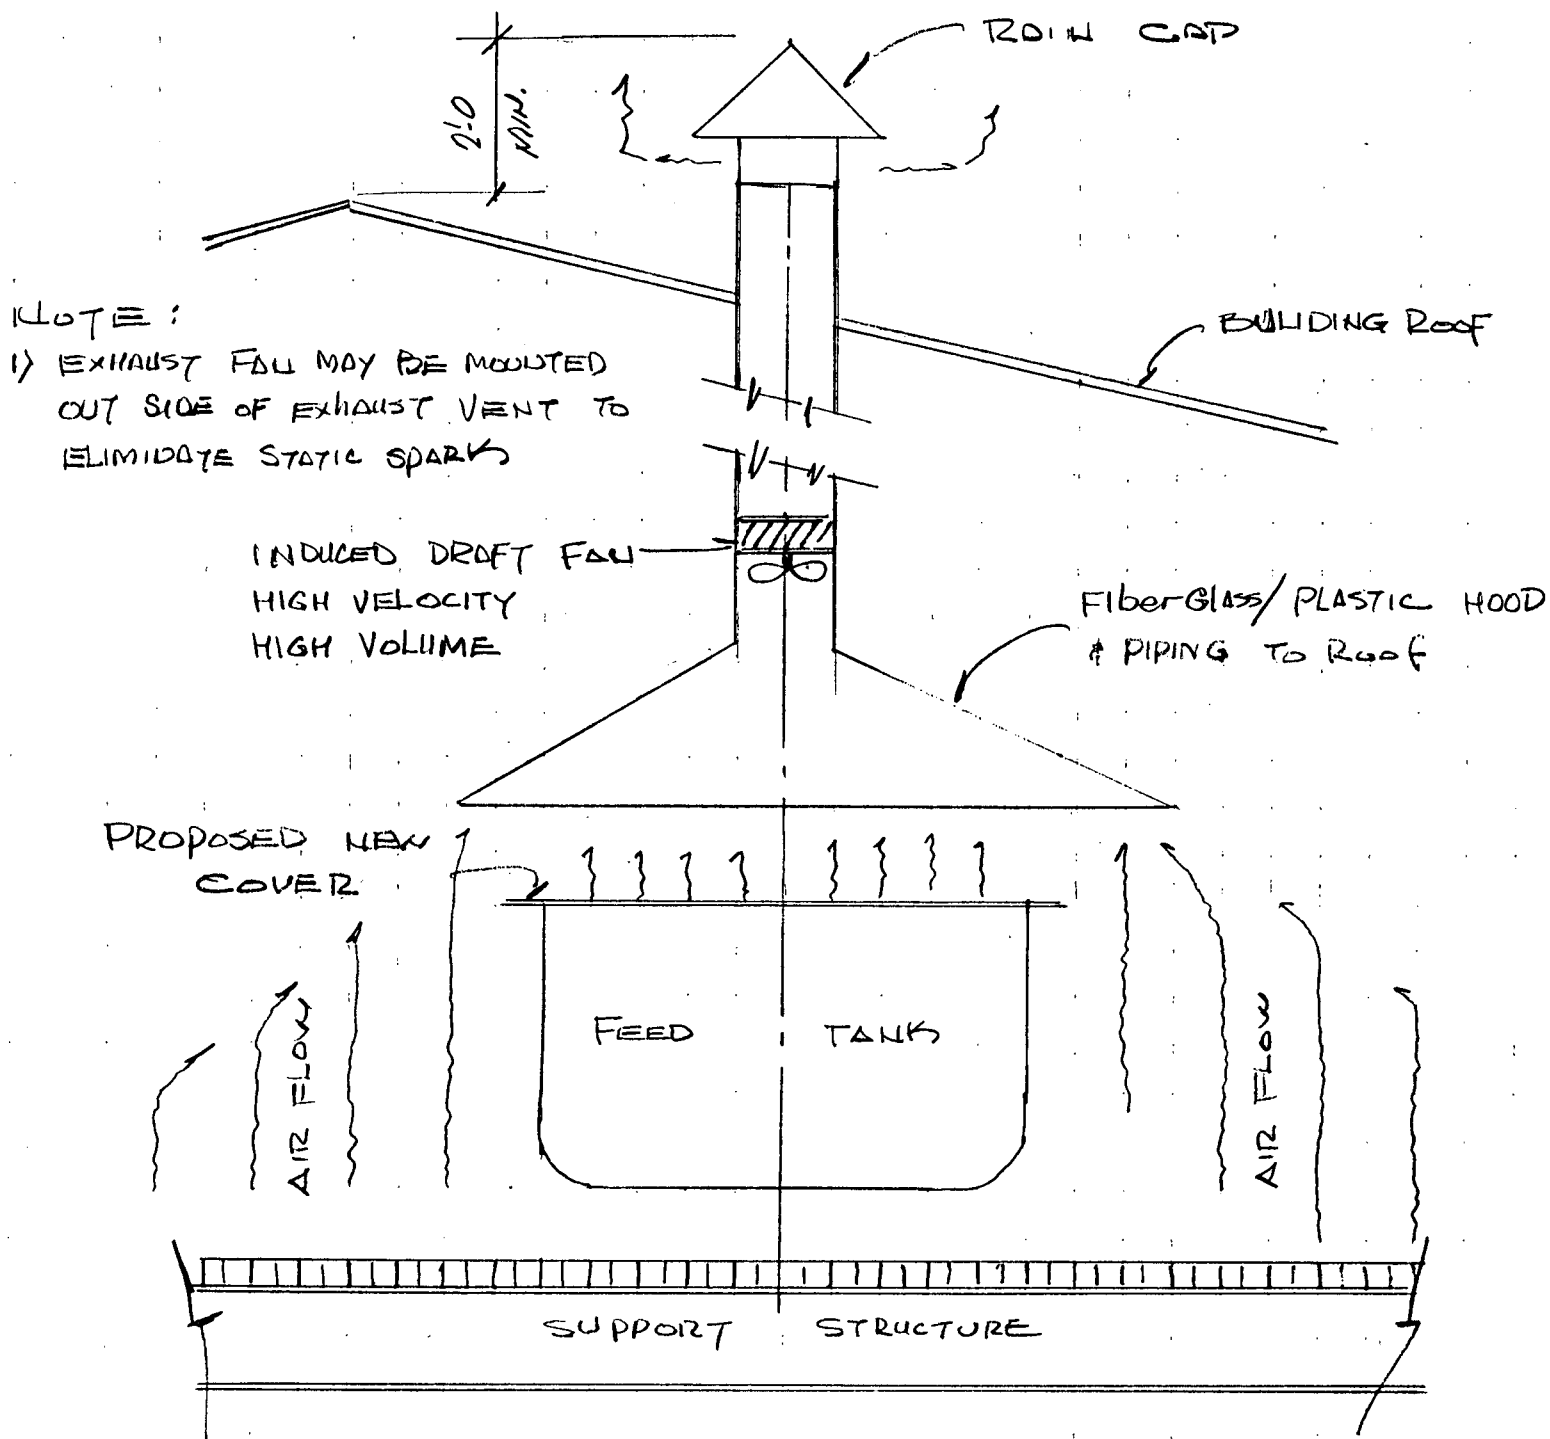 RAIN CAP
2'-0
MIN.
BUILIDING ROOF
NOTE:
1) EXHAUST FAN MAY BE MOUNTED
OUT SIDE OF EXHAUST VENT TO
ELIMINATE STATIC SPARKS
INDUCED DRAFT FAN
HIGH VELOCITY
HIGH VOLUME
FiberGlass/PLASTIC HOOD
& PIPING TO ROOF
PROPOSED NEW
COVER
AIR FLOW
FEED TANK
AIR FLOW
SUPPORT STRUCTURE